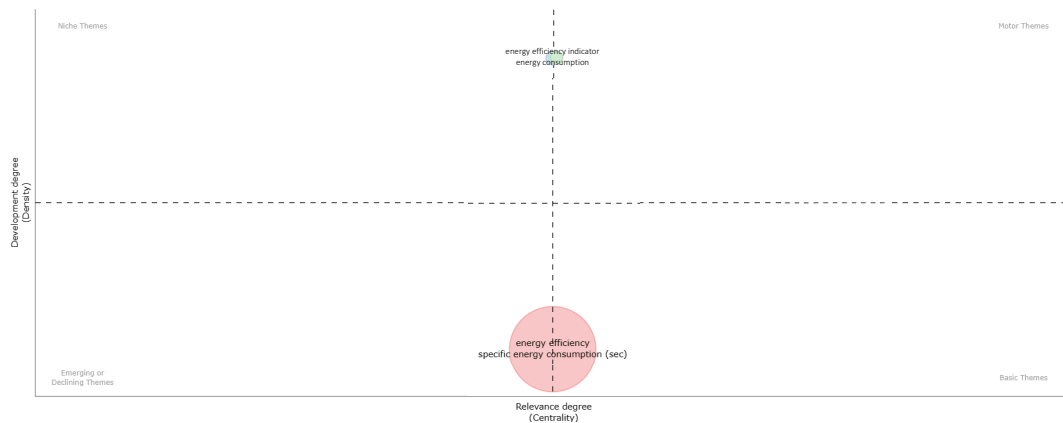 Niche Themes
Motor Themes
energy efficiency indicator
energy consumption
Development degree
(Density)
energy efficiency
specific energy consumption (sec)
Emerging or
Declining Themes
Basic Themes
Relevance degree
(Centrality)